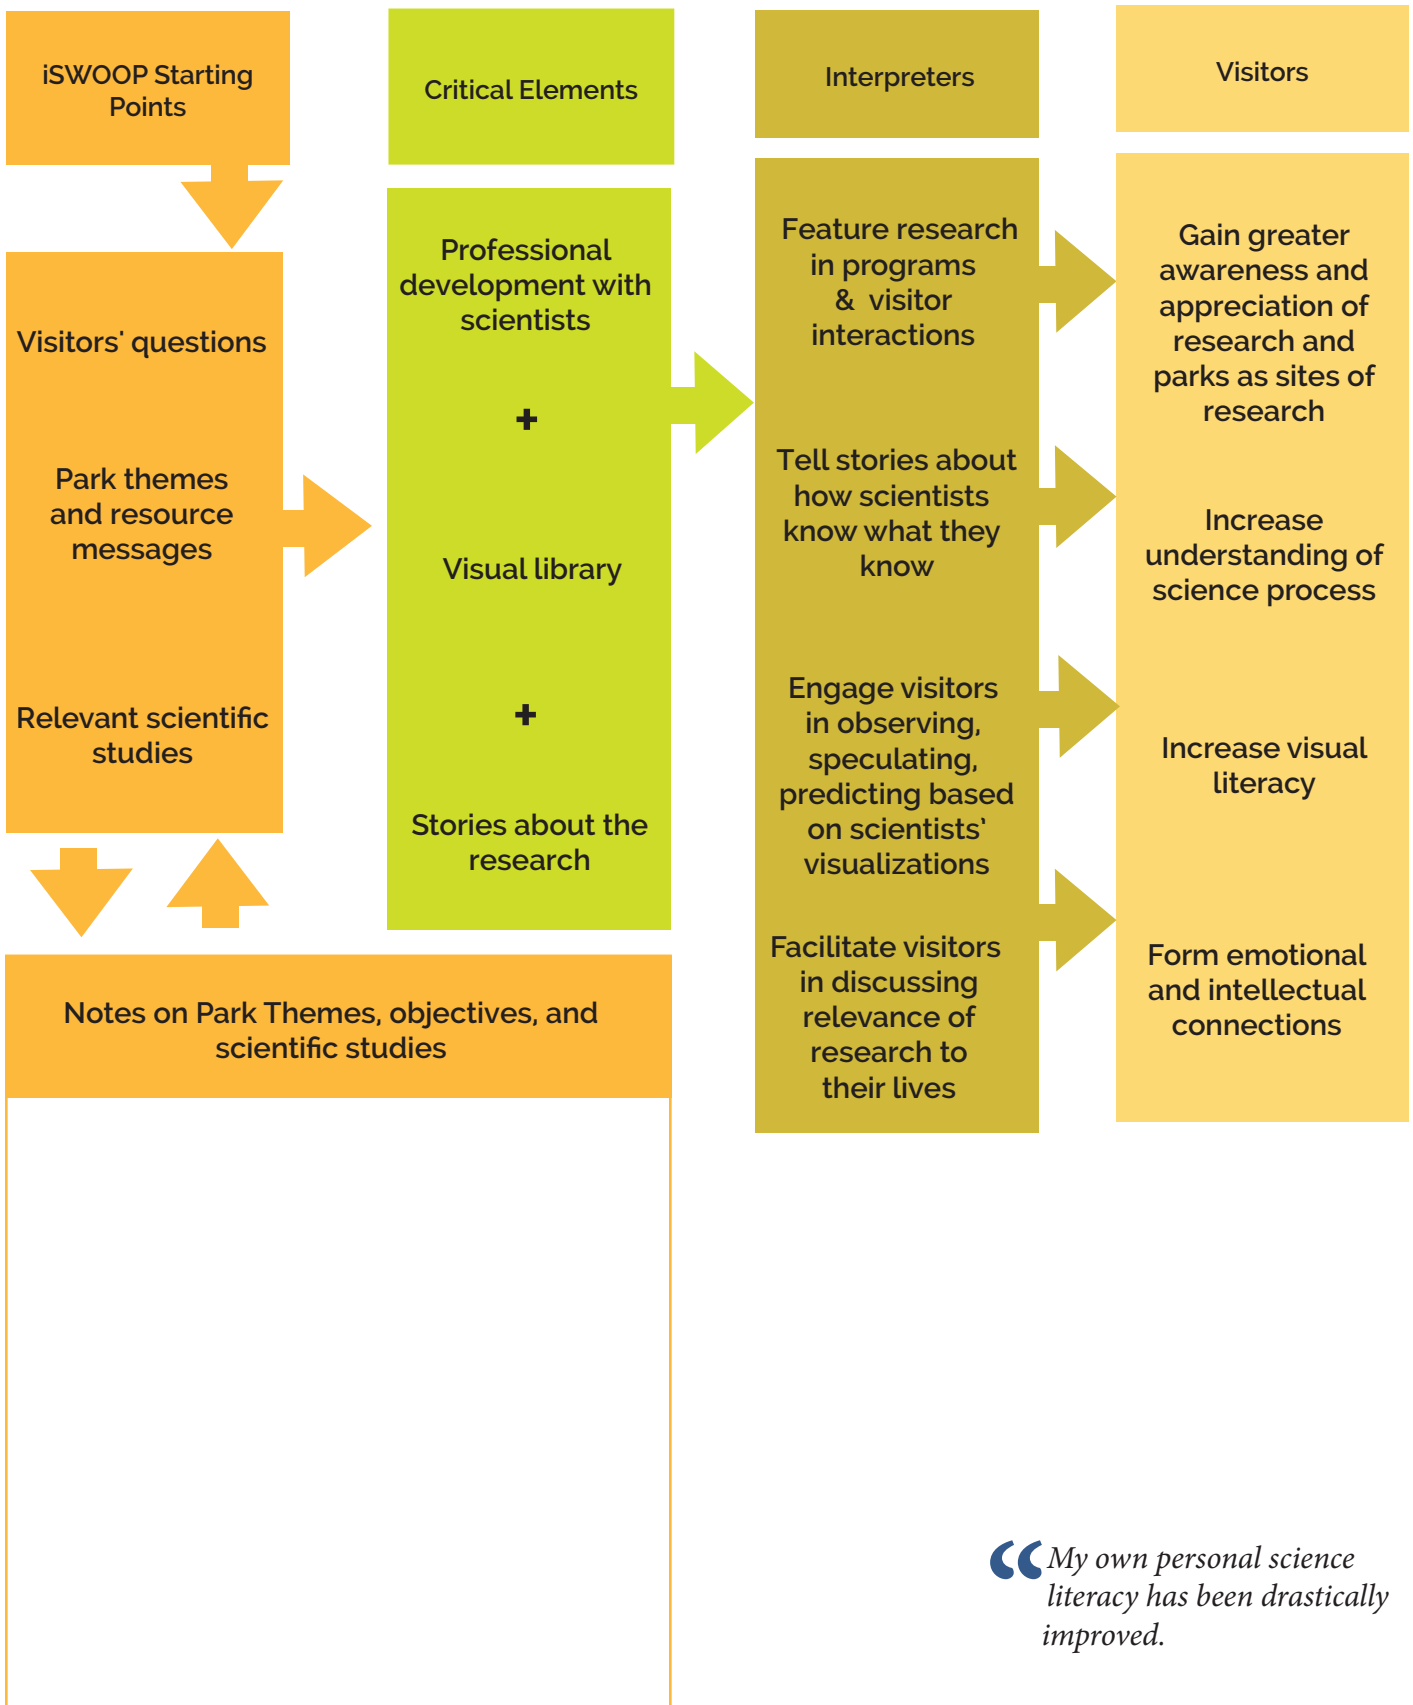 iSWOOP Starting
Points
Visitors' questions
Park themes
and resource
messages
Relevant scientific
studies
Notes on Park Themes, objectives, and
scientific studies
Critical Elements
Professional
development with
scientists
+
Visual library
+
Stories about the
research
Interpreters
Feature research
in programs
& visitor
interactions
Tell stories about
how scientists
know what they
know
Engage visitors
in observing,
speculating,
predicting based
on scientists'
visualizations
Facilitate visitors
in discussing
relevance of
research to
their lives
Visitors
Gain greater
awareness and
appreciation of
research and
parks as sites of
research
Increase
understanding of
science process
Increase visual
literacy
Form emotional
and intellectual
connections
“My own personal science
literacy has been drastically
improved.